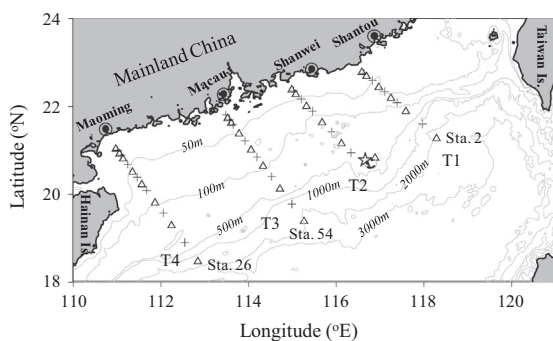 24
22
20
18
Latitude (°N)
110
112
114
116
118
120
Longitude (°E)
Mainland China
Maoming
Macau
Shanwei
Shantou
Taiwan Is.
Hainan Is.
50m
100m
500m
1000m
2000m
3000m
Sta. 2
T1
T2
T3
Sta. 54
T4
Sta. 26